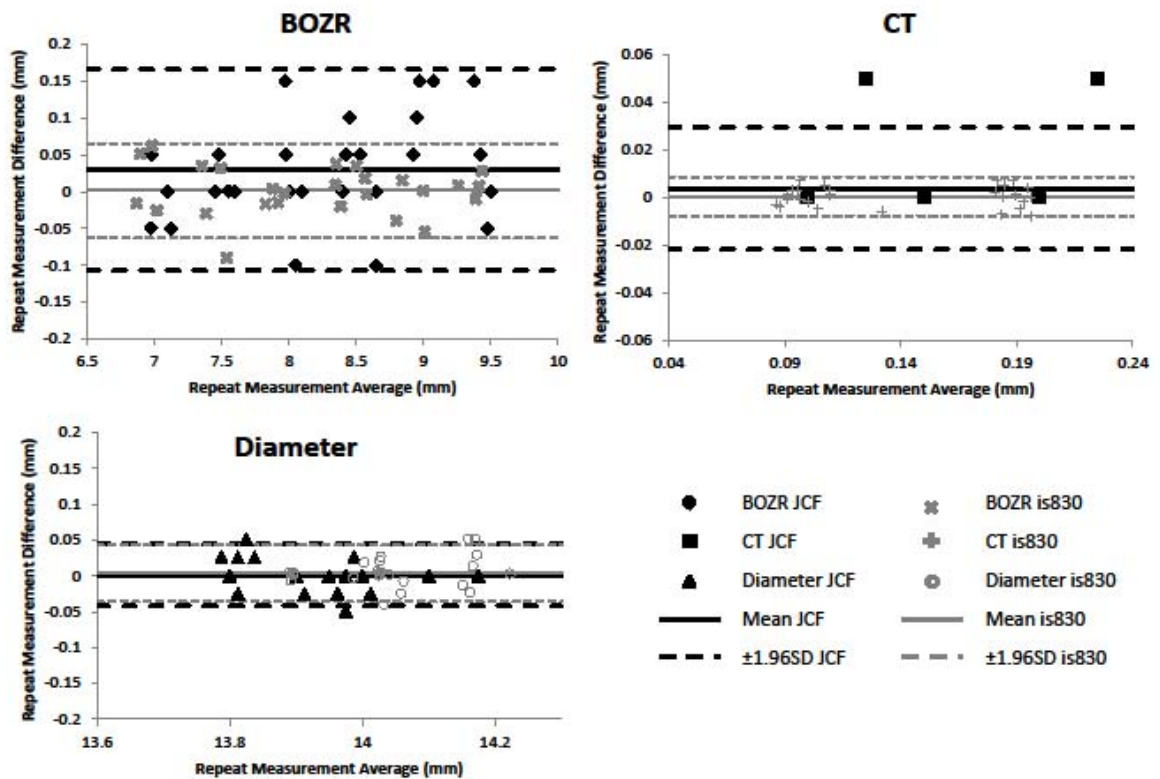 BOZR
Repeat Measurement Difference (mm)
0.2
0.15
0.1
0.05
0
-0.05
-0.1
-0.15
-0.2
6.5 7 7.5 8 8.5 9 9.5 10
Repeat Measurement Average (mm)
CT
Repeat Measurement Difference (mm)
0.06
0.04
0.02
0
-0.02
-0.04
-0.06
0.04 0.09 0.14 0.19 0.24
Repeat Measurement Average (mm)
Diameter
Repeat Measurement Difference (mm)
0.2
0.15
0.1
0.05
0
-0.05
-0.1
-0.15
-0.2
13.6 13.8 14 14.2
Repeat Measurement Average (mm)
BOZR JCF BOZR is830
CT JCF CT is830
Diameter JCF Diameter is830
Mean JCF Mean is830
±1.96SD JCF ±1.96SD is830